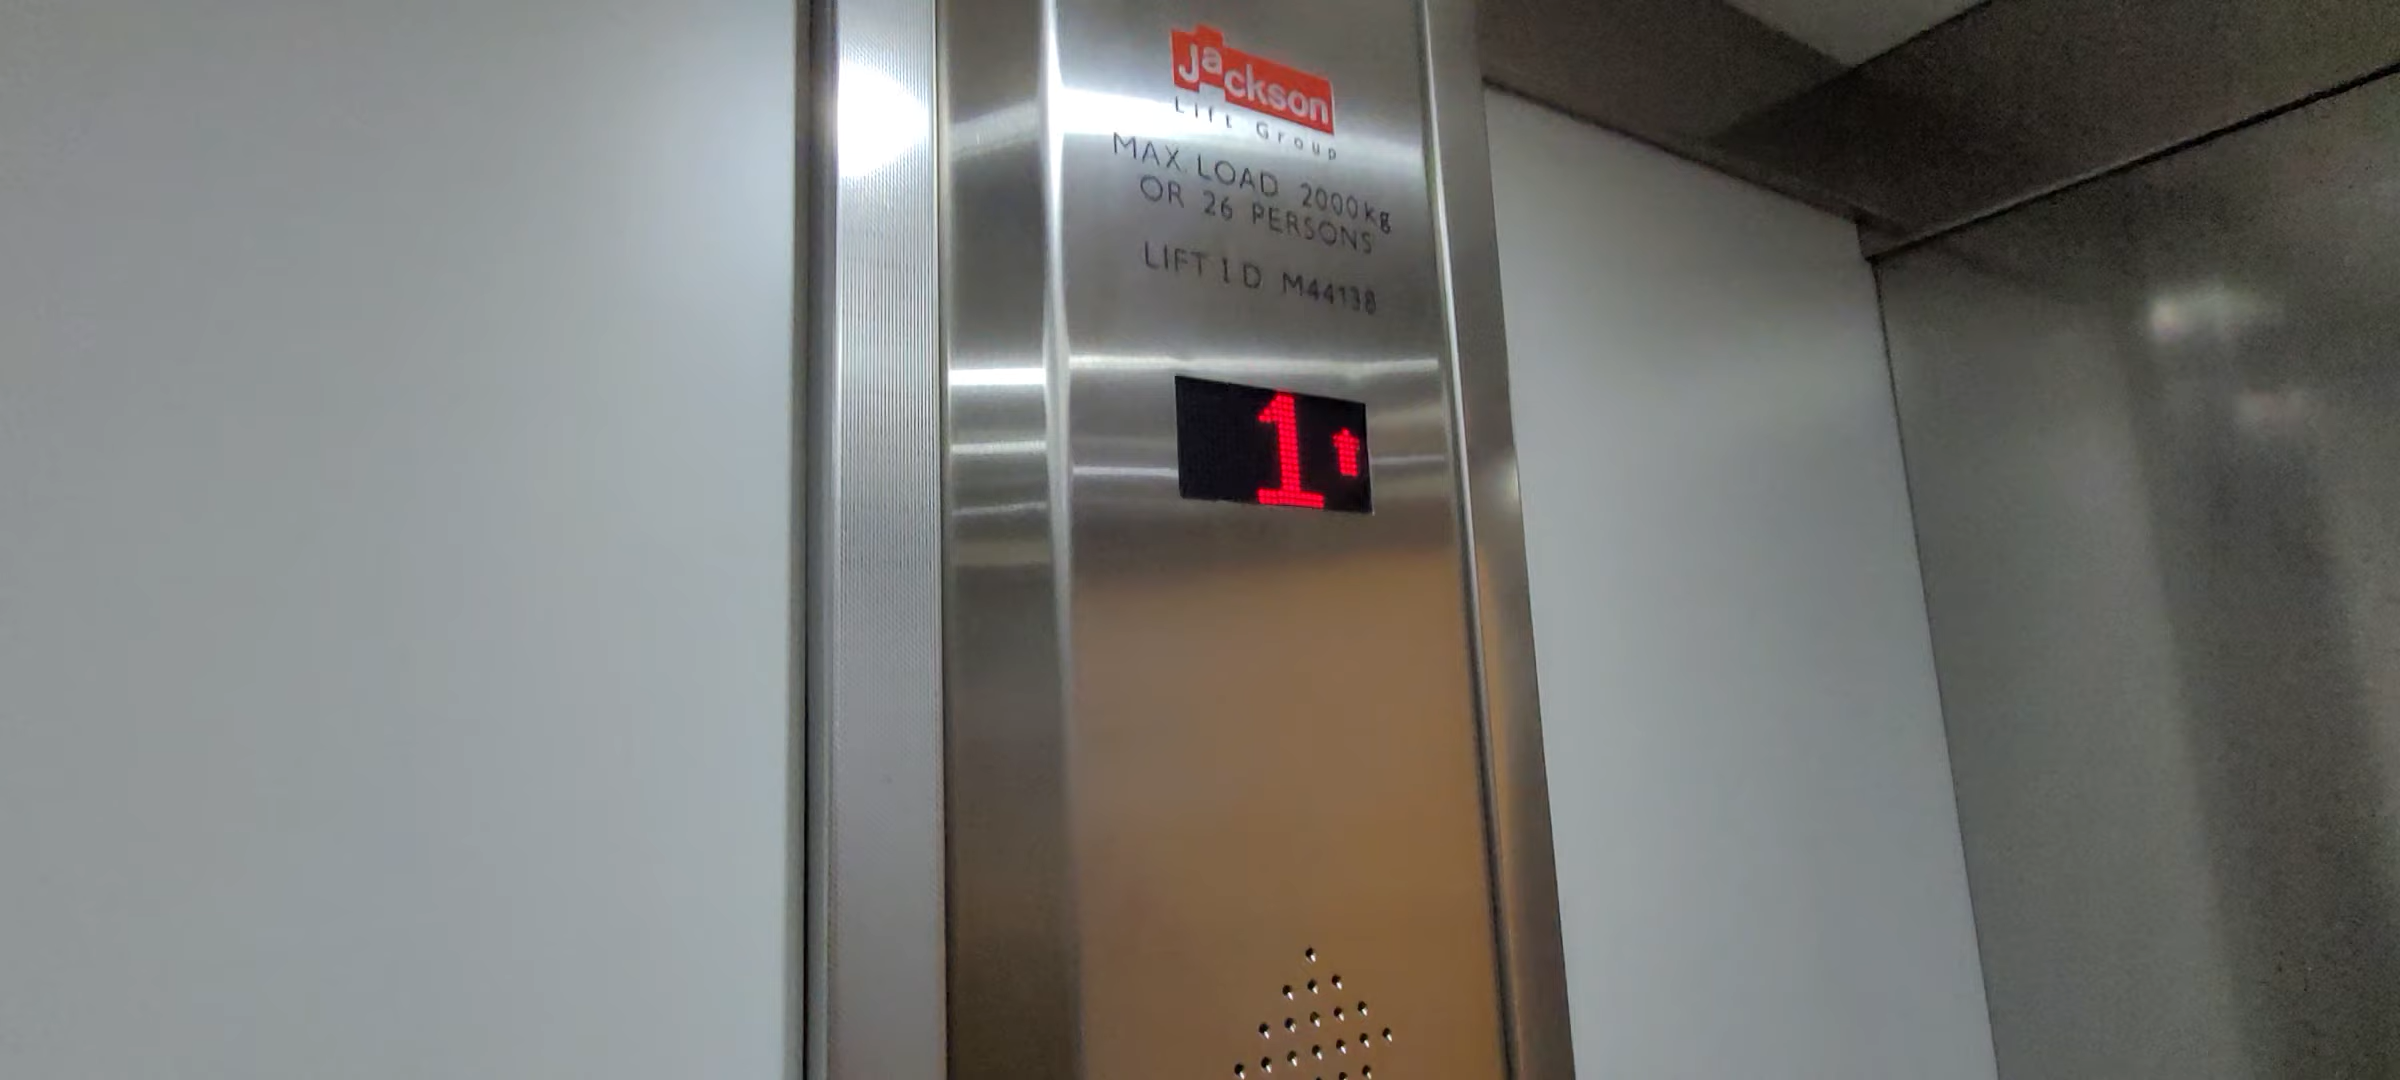 Jackson
Lift Group
MAX. LOAD 2000kg
OR 26 PERSONS
LIFT I D M44138
1